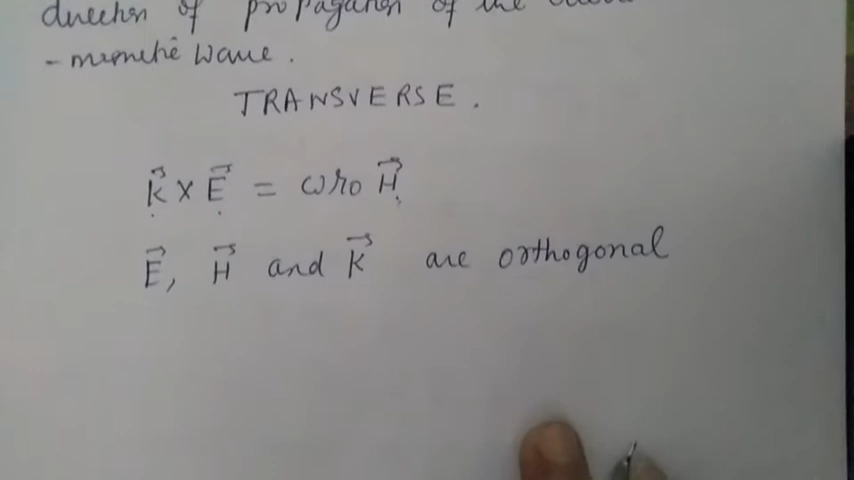 direction of propagation of the
- magnetic wave.
TRANSVERSE.
K⃗ × E⃗ = ωμ₀ H⃗
E⃗, H⃗ and K⃗ are orthogonal